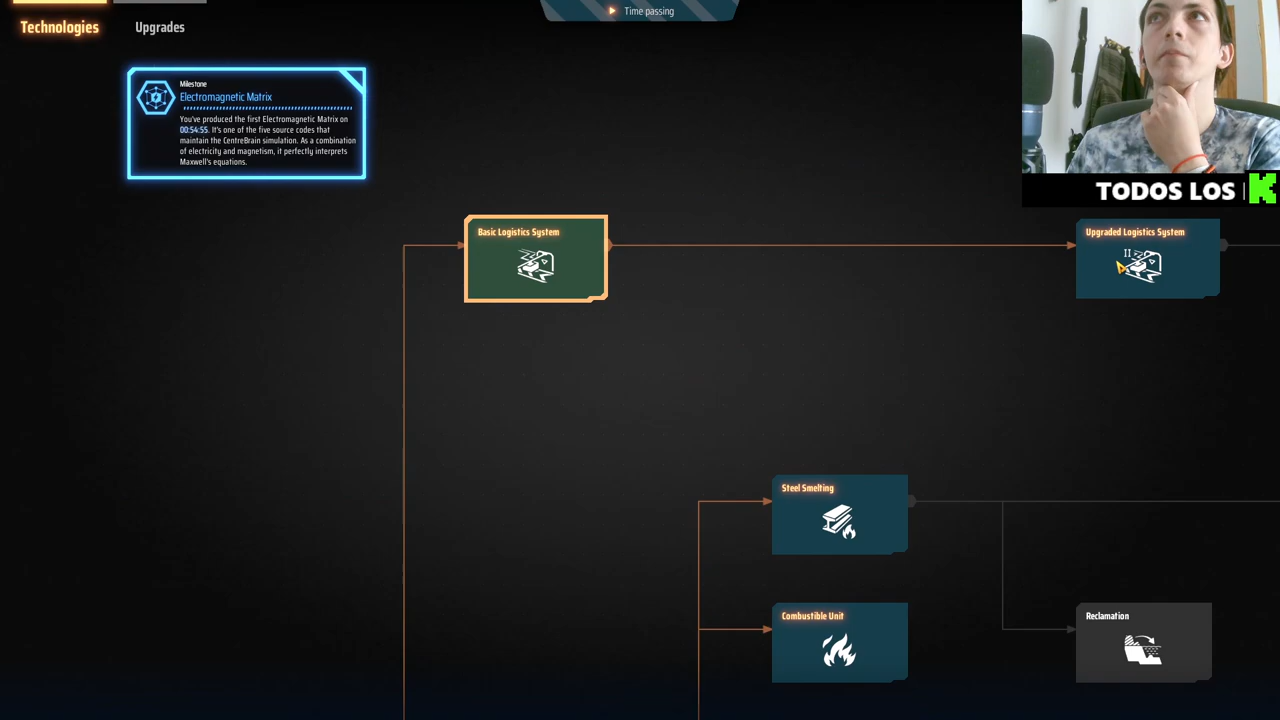 Technologies
Upgrades
Time passing
Milestone
Electromagnetic Matrix
You've produced the first Electromagnetic Matrix on
00:54:55. It's one of the five source codes that
maintain the CentreBrain simulation. As a combination
of electricity and magnetism, it perfectly interprets
Maxwell's equations.
TODOS LOS
K
Basic Logistics System
Upgraded Logistics System
II
Steel Smelting
Combustible Unit
Reclamation